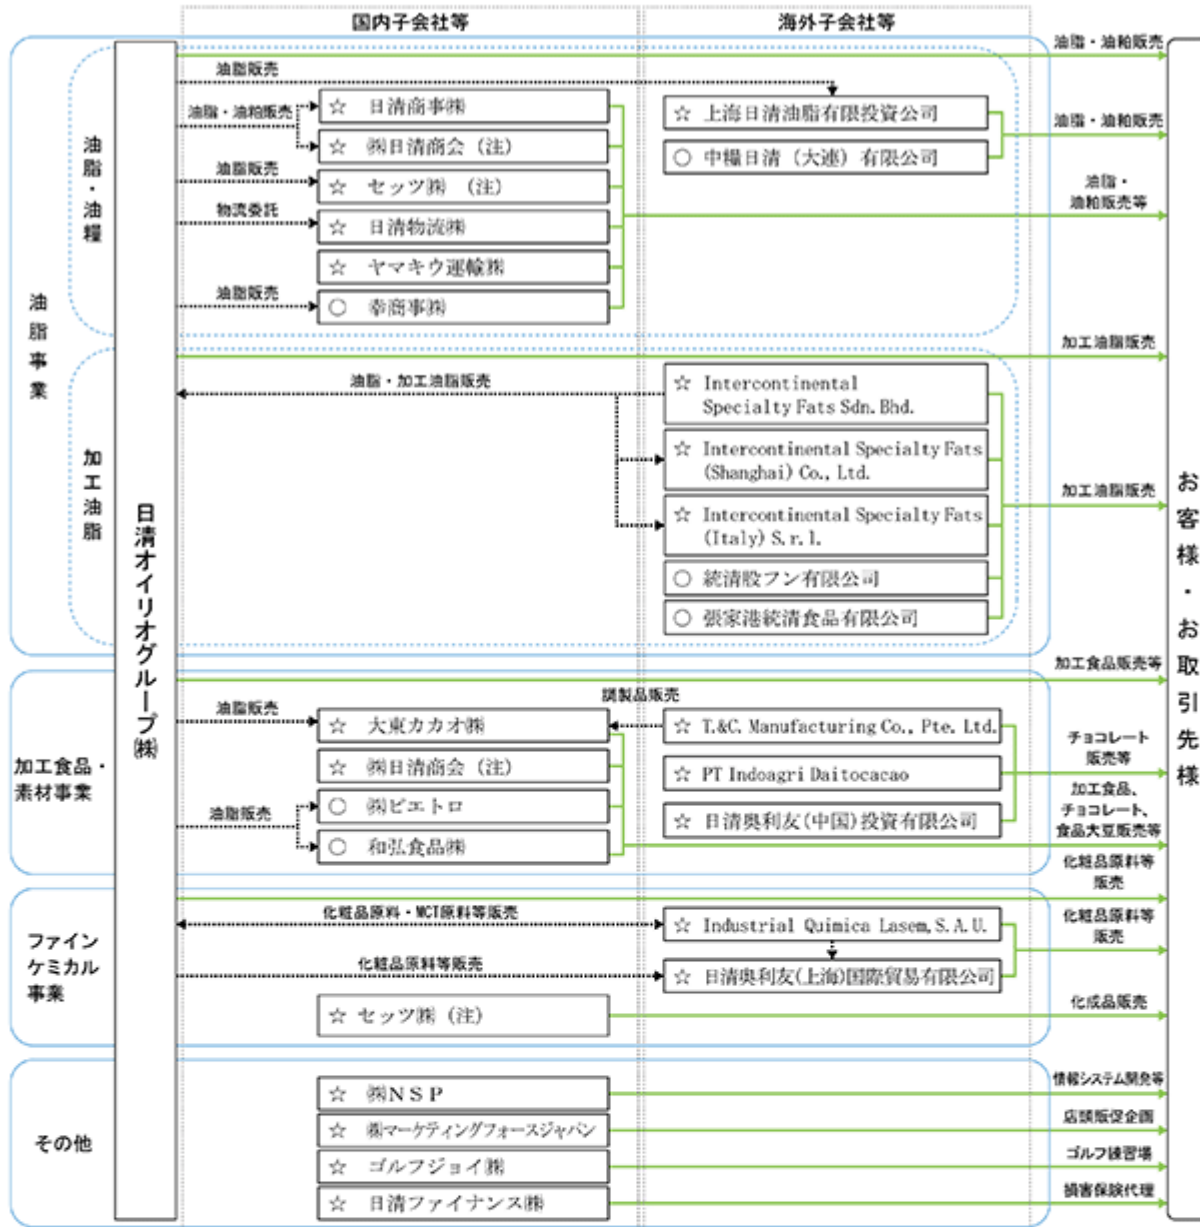 国内子会社等
海外子会社等
油脂・油粕販売
油脂販売
油脂・油粕販売
☆ 日清商事㈱
☆ ㈱日清商会（注）
油脂販売
☆ セッツ㈱ （注）
物流委託
☆ 日清物流㈱
☆ ヤマキウ運輸㈱
油脂販売
○ 幸商事㈱
☆ 上海日清油脂有限投資公司
○ 中糧日清（大連）有限公司
油脂・油粕販売
油脂・
油粕販売等
油脂・油糧
油脂事業
加工油脂
加工油脂販売
油脂・加工油脂販売
☆ Intercontinental
Specialty Fats Sdn. Bhd.
☆ Intercontinental Specialty Fats
(Shanghai) Co., Ltd.
☆ Intercontinental Specialty Fats
(Italy) S. r. l.
○ 統清股フン有限公司
○ 張家港統清食品有限公司
加工油脂販売
日清オイリオグループ㈱
お客様・お取引先様
加工食品・
素材事業
加工食品販売等
調製品販売
油脂販売
☆ 大東カカオ㈱
☆ ㈱日清商会（注）
油脂販売
○ ㈱ピエトロ
○ 和弘食品㈱
☆ T.&C. Manufacturing Co., Pte. Ltd.
☆ PT Indoagri Daitocacao
☆ 日清奥利友(中国)投資有限公司
チョコレート
販売等
加工食品、
チョコレート、
食品大豆販売等
ファイン
ケミカル
事業
化粧品原料等
販売
化粧品原料・MCT原料等販売
☆ Industrial Quimica Lasem, S. A. U.
化粧品原料等
販売
化粧品原料等販売
☆ 日清奥利友(上海)国際貿易有限公司
☆ セッツ㈱（注）
化成品販売
その他
☆ ㈱NSP
情報システム開発等
☆ ㈱マーケティングフォースジャパン
店頭販促企画
☆ ゴルフジョイ㈱
ゴルフ練習場
☆ 日清ファイナンス㈱
損害保険代理